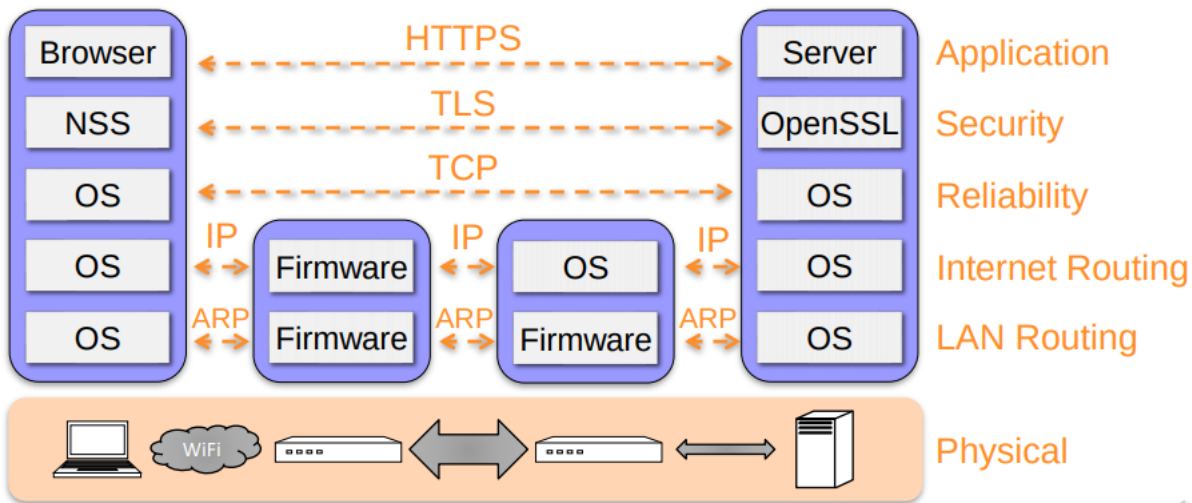 HTTPS
Browser
Server
Application
TLS
NSS
OpenSSL
Security
TCP
OS
OS
Reliability
IP
IP
IP
OS
Firmware
OS
OS
Internet Routing
ARP
ARP
ARP
OS
Firmware
Firmware
OS
LAN Routing
WiFi
Physical